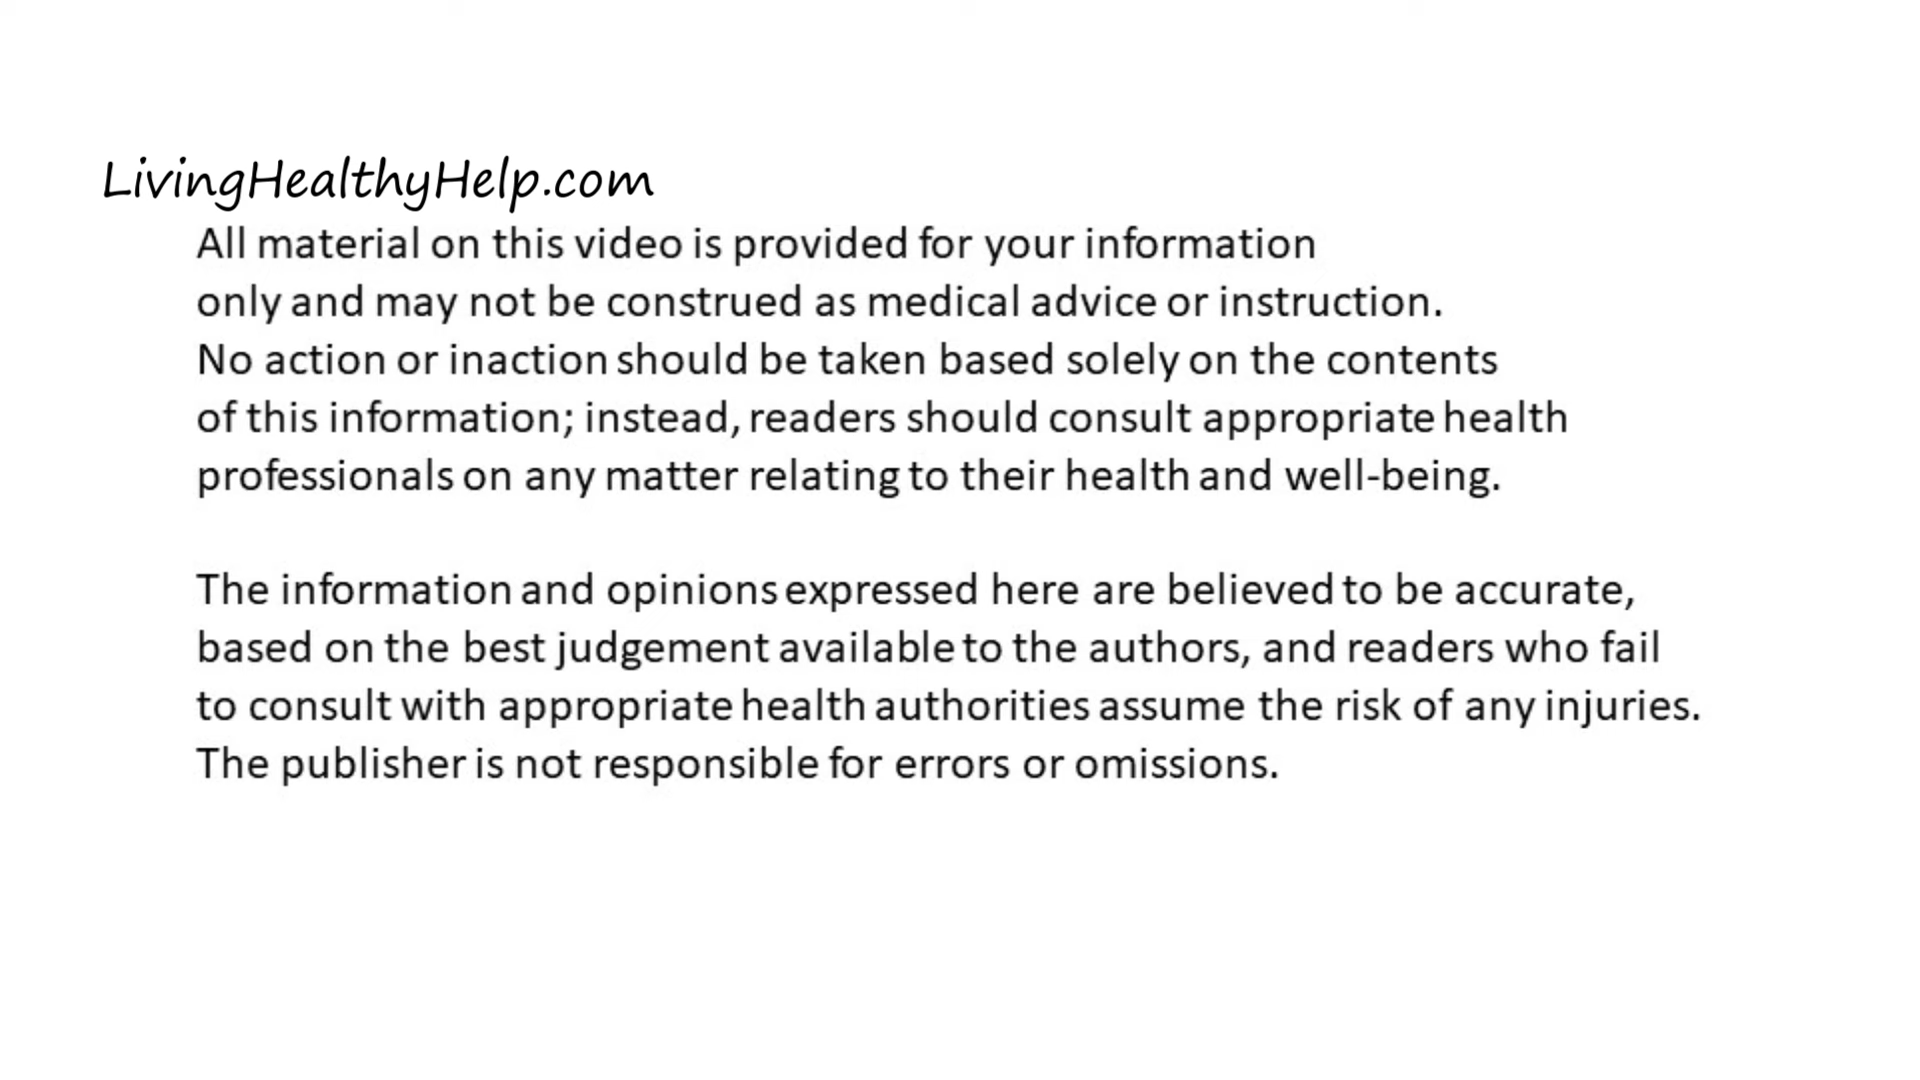 LivingHealthyHelp.com
All material on this video is provided for your information
only and may not be construed as medical advice or instruction.
No action or inaction should be taken based solely on the contents
of this information; instead, readers should consult appropriate health
professionals on any matter relating to their health and well-being.
The information and opinions expressed here are believed to be accurate,
based on the best judgement available to the authors, and readers who fail
to consult with appropriate health authorities assume the risk of any injuries.
The publisher is not responsible for errors or omissions.